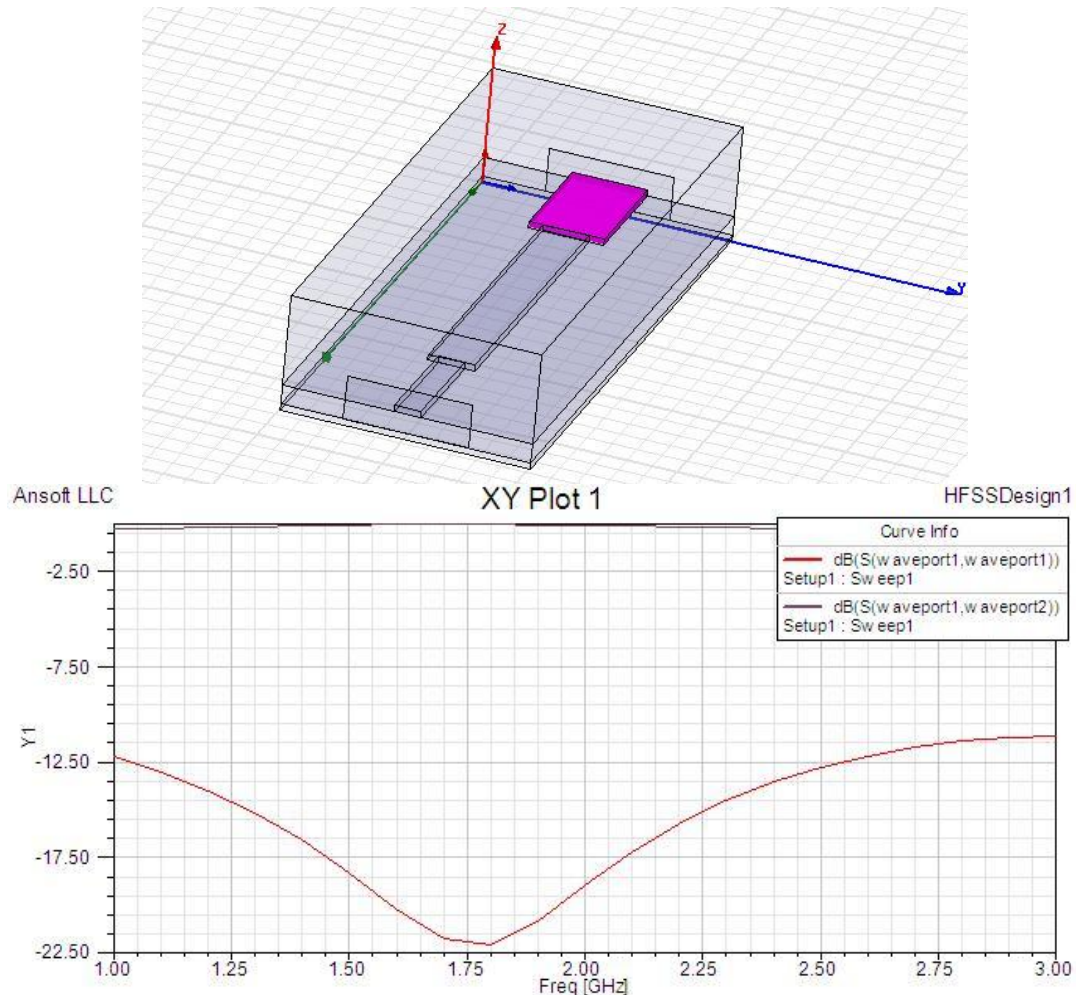 Z
Y
Ansoft LLC
XY Plot 1
HFSSDesign1
Curve Info
dB(S(waveport1,waveport1))
Setup1 : Sweep1
dB(S(waveport1,waveport2))
Setup1 : Sweep1
-2.50
-7.50
-12.50
-17.50
-22.50
Y1
1.00 1.25 1.50 1.75 2.00 2.25 2.50 2.75 3.00
Freq [GHz]